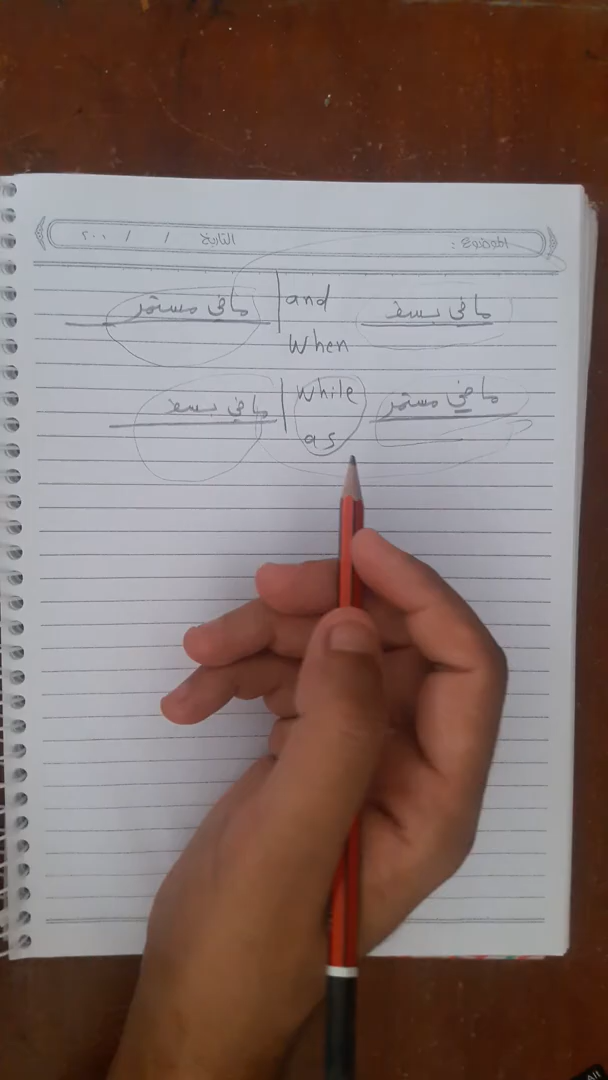 الموضوع : التاريخ / / ٢٠٠
ماضي مستمر and ماضي بسيط
when
ماضي بسيط while ماضي مستمر
as